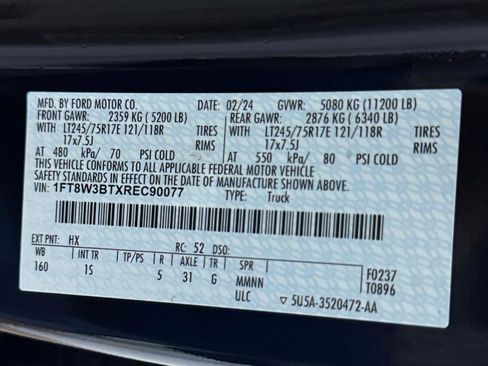 MFD. BY FORD MOTOR CO. DATE: 02/24 GVWR: 5080 KG (11200 LB)
FRONT GAWR: 2359 KG (5200 LB) REAR GAWR: 2876 KG (6340 LB)
WITH LT245/75R17E 121/118R TIRES WITH LT245/75R17E 121/118R TIRES
17x7.5J RIMS 17x7.5J RIMS
AT 480 kPa/ 70 PSI COLD AT 550 kPa/ 80 PSI COLD
THIS VEHICLE CONFORMS TO ALL APPLICABLE FEDERAL MOTOR VEHICLE
SAFETY STANDARDS IN EFFECT ON THE DATE OF MANUFACTURE SHOWN ABOVE.
VIN: 1FT8W3BTXREC90077 TYPE: Truck
EXT PNT: HX RC: 52 DSO:
WB INT TR TP/PS R AXLE TR SPR F0237
160 1S 5 31 G MMNN T0896
ULC 5U5A-3520472-AA